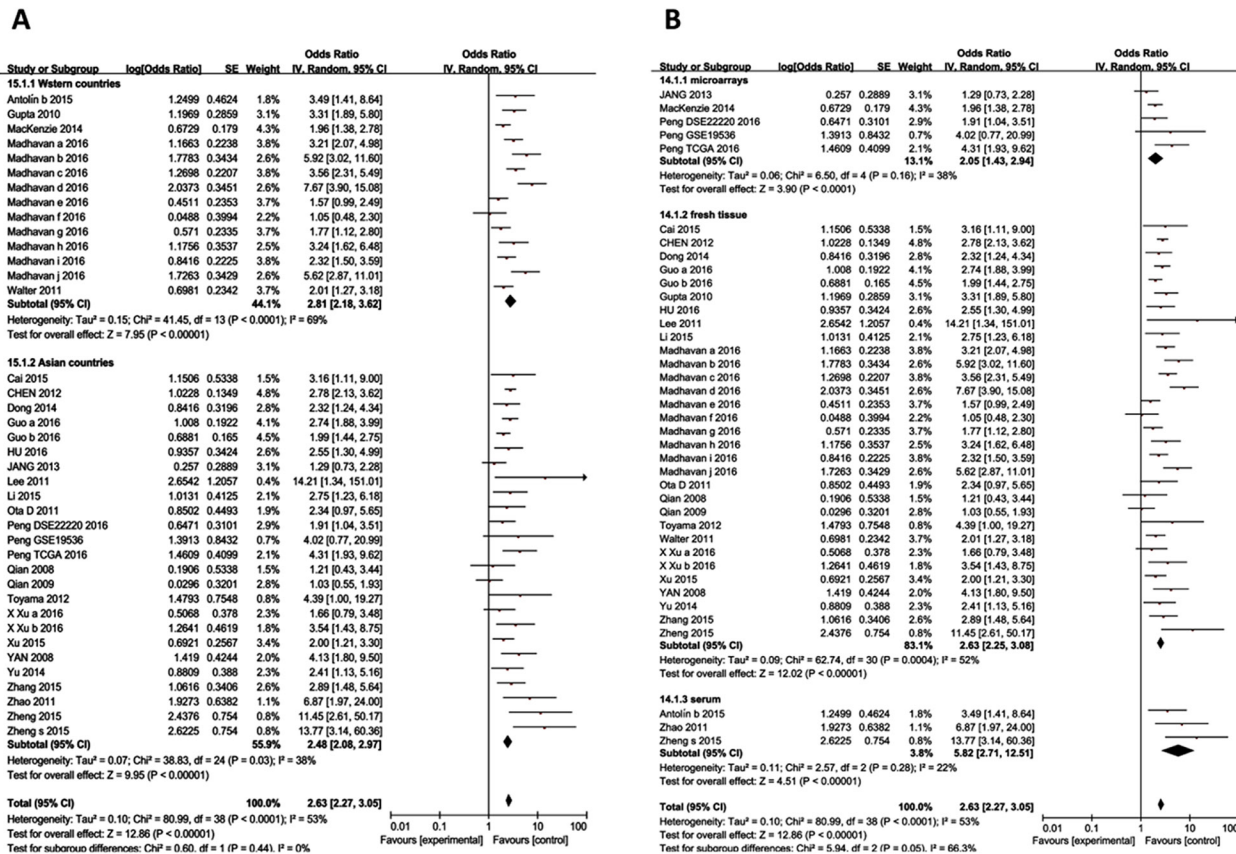 A
Odds Ratio Odds Ratio
Study or Subgroup log[Odds Ratio] SE Weight IV, Random, 95% CI IV, Random, 95% CI
15.1.1 Wstern countries
Antolín b 2015 1.2499 0.4624 1.8% 3.49 [1.41, 8.64]
Gupta 2010 1.1969 0.2859 3.1% 3.31 [1.89, 5.80]
MacKenzie 2014 0.6729 0.179 4.3% 1.96 [1.38, 2.78]
Madhavan a 2016 1.1663 0.2238 3.8% 3.21 [2.07, 4.98]
Madhavan b 2016 1.7783 0.3434 2.6% 5.92 [3.02, 11.60]
Madhavan c 2016 1.2698 0.2207 3.8% 3.56 [2.31, 5.49]
Madhavan d 2016 2.0373 0.3451 2.6% 7.67 [3.90, 15.08]
Madhavan e 2016 0.4511 0.2353 3.7% 1.57 [0.99, 2.49]
Madhavan f 2016 0.0488 0.3994 2.2% 1.05 [0.48, 2.30]
Madhavan g 2016 0.571 0.2335 3.7% 1.77 [1.12, 2.80]
Madhavan h 2016 1.1756 0.3537 2.5% 3.24 [1.62, 6.48]
Madhavan i 2016 0.8416 0.2225 3.8% 2.32 [1.50, 3.59]
Madhavan j 2016 1.7263 0.3429 2.6% 5.62 [2.87, 11.01]
Walter 2011 0.6981 0.2342 3.7% 2.01 [1.27, 3.18]
Subtotal (95% CI) 44.1% 2.81 [2.18, 3.62]
Heterogeneity: Tau² = 0.15; Chi² = 41.45, df = 13 (P < 0.0001); I² = 69%
Test for overall effect: Z = 7.95 (P < 0.00001)
15.1.2 Asian countries
Cai 2015 1.1506 0.5338 1.5% 3.16 [1.11, 9.00]
CHEN 2012 1.0228 0.1349 4.8% 2.78 [2.13, 3.62]
Dong 2014 0.8416 0.3196 2.8% 2.32 [1.24, 4.34]
Guo a 2016 1.008 0.1922 4.1% 2.74 [1.88, 3.99]
Guo b 2016 0.6881 0.165 4.5% 1.99 [1.44, 2.75]
HU 2016 0.9357 0.3424 2.6% 2.55 [1.30, 4.99]
JANG 2013 0.257 0.2889 3.1% 1.29 [0.73, 2.28]
Lee 2011 2.6542 1.2057 0.4% 14.21 [1.34, 151.01]
Li 2015 1.0131 0.4125 2.1% 2.75 [1.23, 6.18]
Ota D 2011 0.8502 0.4493 1.9% 2.34 [0.97, 5.65]
Peng DSE22220 2016 0.6471 0.3101 2.9% 1.91 [1.04, 3.51]
Peng GSE19536 1.3913 0.8432 0.7% 4.02 [0.77, 20.99]
Peng TCGA 2016 1.4609 0.4099 2.1% 4.31 [1.93, 9.62]
Qian 2008 0.1906 0.5338 1.5% 1.21 [0.43, 3.44]
Qian 2009 0.0296 0.3201 2.8% 1.03 [0.55, 1.93]
Toyama 2012 1.4793 0.7548 0.8% 4.39 [1.00, 19.27]
X Xu a 2016 0.5068 0.378 2.3% 1.66 [0.79, 3.48]
X Xu b 2016 1.2641 0.4619 1.8% 3.54 [1.43, 8.75]
Xu 2015 0.6921 0.2567 3.4% 2.00 [1.21, 3.30]
YAN 2008 1.419 0.4244 2.0% 4.13 [1.80, 9.50]
Yu 2014 0.8809 0.388 2.3% 2.41 [1.13, 5.16]
Zhang 2015 1.0616 0.3406 2.6% 2.89 [1.48, 5.64]
Zhao 2011 1.9273 0.6382 1.1% 6.87 [1.97, 24.00]
Zheng 2015 2.4376 0.754 0.8% 11.45 [2.61, 50.17]
Zheng s 2015 2.6225 0.754 0.8% 13.77 [3.14, 60.36]
Subtotal (95% CI) 55.9% 2.48 [2.08, 2.97]
Heterogeneity: Tau² = 0.07; Chi² = 38.83, df = 24 (P = 0.03); I² = 38%
Test for overall effect: Z = 9.95 (P < 0.00001)
Total (95% CI) 100.0% 2.63 [2.27, 3.05]
Heterogeneity: Tau² = 0.10; Chi² = 80.99, df = 38 (P < 0.0001); I² = 53%
Test for overall effect: Z = 12.86 (P < 0.00001)
Test for subgroup differences: Chi² = 0.60, df = 1 (P = 0.44), I² = 0%
0.01 0.1 1 10 100
Favours [experimental] Favours [control]
B
Odds Ratio Odds Ratio
Study or Subgroup log[Odds Ratio] SE Weight IV, Random, 95% CI IV, Random, 95% CI
14.1.1 microarrays
JANG 2013 0.257 0.2889 3.1% 1.29 [0.73, 2.28]
MacKenzie 2014 0.6729 0.179 4.3% 1.96 [1.38, 2.78]
Peng DSE22220 2016 0.6471 0.3101 2.9% 1.91 [1.04, 3.51]
Peng GSE19536 1.3913 0.8432 0.7% 4.02 [0.77, 20.99]
Peng TCGA 2016 1.4609 0.4099 2.1% 4.31 [1.93, 9.62]
Subtotal (95% CI) 13.1% 2.05 [1.43, 2.94]
Heterogeneity: Tau² = 0.06; Chi² = 6.50, df = 4 (P = 0.16); I² = 38%
Test for overall effect: Z = 3.90 (P < 0.0001)
14.1.2 fresh tissue
Cai 2015 1.1506 0.5338 1.5% 3.16 [1.11, 9.00]
CHEN 2012 1.0228 0.1349 4.8% 2.78 [2.13, 3.62]
Dong 2014 0.8416 0.3196 2.8% 2.32 [1.24, 4.34]
Guo a 2016 1.008 0.1922 4.1% 2.74 [1.88, 3.99]
Guo b 2016 0.6881 0.165 4.5% 1.99 [1.44, 2.75]
Gupta 2010 1.1969 0.2859 3.1% 3.31 [1.89, 5.80]
HU 2016 0.9357 0.3424 2.6% 2.55 [1.30, 4.99]
Lee 2011 2.6542 1.2057 0.4% 14.21 [1.34, 151.01]
Li 2015 1.0131 0.4125 2.1% 2.75 [1.23, 6.18]
Madhavan a 2016 1.1663 0.2238 3.8% 3.21 [2.07, 4.98]
Madhavan b 2016 1.7783 0.3434 2.6% 5.92 [3.02, 11.60]
Madhavan c 2016 1.2698 0.2207 3.8% 3.56 [2.31, 5.49]
Madhavan d 2016 2.0373 0.3451 2.6% 7.67 [3.90, 15.08]
Madhavan e 2016 0.4511 0.2353 3.7% 1.57 [0.99, 2.49]
Madhavan f 2016 0.0488 0.3994 2.2% 1.05 [0.48, 2.30]
Madhavan g 2016 0.571 0.2335 3.7% 1.77 [1.12, 2.80]
Madhavan h 2016 1.1756 0.3537 2.5% 3.24 [1.62, 6.48]
Madhavan i 2016 0.8416 0.2225 3.8% 2.32 [1.50, 3.59]
Madhavan j 2016 1.7263 0.3429 2.6% 5.62 [2.87, 11.01]
Ota D 2011 0.8502 0.4493 1.9% 2.34 [0.97, 5.65]
Qian 2008 0.1906 0.5338 1.5% 1.21 [0.43, 3.44]
Qian 2009 0.0296 0.3201 2.8% 1.03 [0.55, 1.93]
Toyama 2012 1.4793 0.7548 0.8% 4.39 [1.00, 19.27]
Walter 2011 0.6981 0.2342 3.7% 2.01 [1.27, 3.18]
X Xu a 2016 0.5068 0.378 2.3% 1.66 [0.79, 3.48]
X Xu b 2016 1.2641 0.4619 1.8% 3.54 [1.43, 8.75]
Xu 2015 0.6921 0.2567 3.4% 2.00 [1.21, 3.30]
YAN 2008 1.419 0.4244 2.0% 4.13 [1.80, 9.50]
Yu 2014 0.8809 0.388 2.3% 2.41 [1.13, 5.16]
Zhang 2015 1.0616 0.3406 2.6% 2.89 [1.48, 5.64]
Zheng 2015 2.4376 0.754 0.8% 11.45 [2.61, 50.17]
Subtotal (95% CI) 83.1% 2.63 [2.25, 3.08]
Heterogeneity: Tau² = 0.09; Chi² = 62.74, df = 30 (P = 0.0004); I² = 52%
Test for overall effect: Z = 12.02 (P < 0.00001)
14.1.3 serum
Antolín b 2015 1.2499 0.4624 1.8% 3.49 [1.41, 8.64]
Zhao 2011 1.9273 0.6382 1.1% 6.87 [1.97, 24.00]
Zheng s 2015 2.6225 0.754 0.8% 13.77 [3.14, 60.36]
Subtotal (95% CI) 3.8% 5.82 [2.71, 12.51]
Heterogeneity: Tau² = 0.11; Chi² = 2.57, df = 2 (P = 0.28); I² = 22%
Test for overall effect: Z = 4.51 (P < 0.00001)
Total (95% CI) 100.0% 2.63 [2.27, 3.05]
Heterogeneity: Tau² = 0.10; Chi² = 80.99, df = 38 (P < 0.0001); I² = 53%
Test for overall effect: Z = 12.86 (P < 0.00001)
Test for subgroup differences: Chi² = 5.94, df = 2 (P = 0.05), I² = 66.3%
0.01 0.1 1 10 100
Favours [experimental] Favours [control]